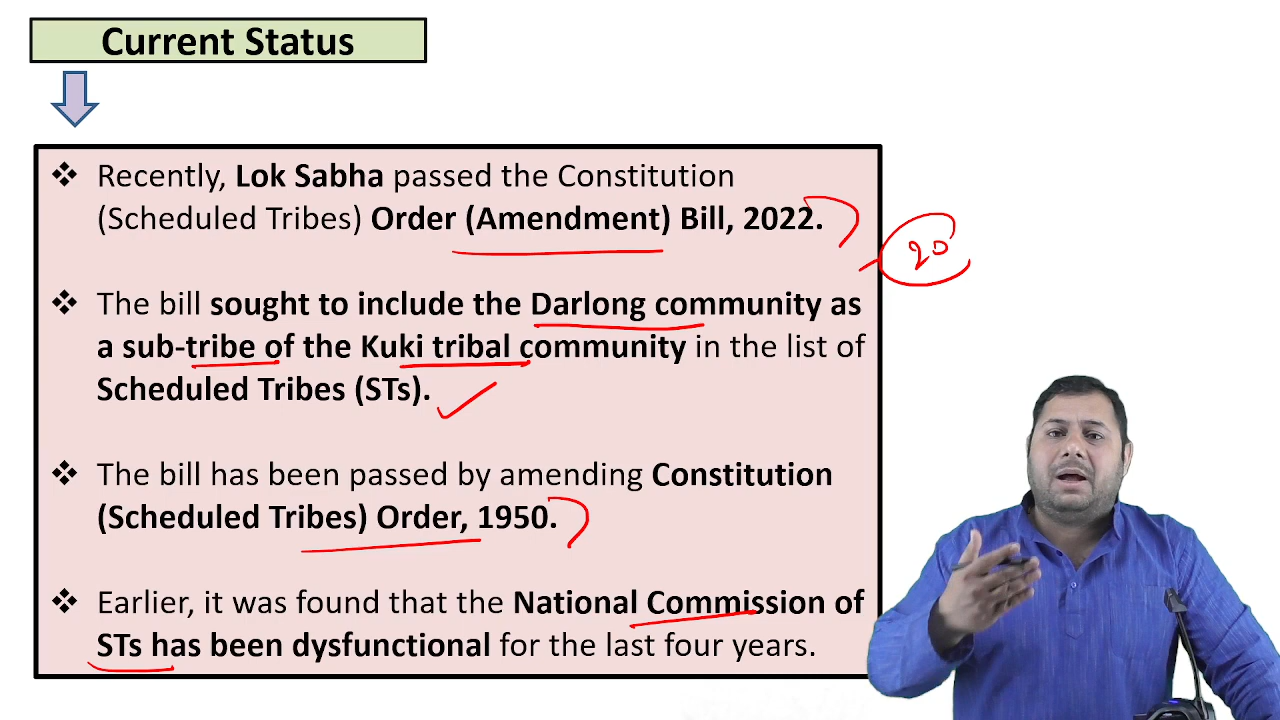 Current Status
❖ Recently, Lok Sabha passed the Constitution
(Scheduled Tribes) Order (Amendment) Bill, 2022.
20
❖ The bill sought to include the Darlong community as
a sub-tribe of the Kuki tribal community in the list of
Scheduled Tribes (STs).
❖ The bill has been passed by amending Constitution
(Scheduled Tribes) Order, 1950.
❖ Earlier, it was found that the National Commission of
STs has been dysfunctional for the last four years.